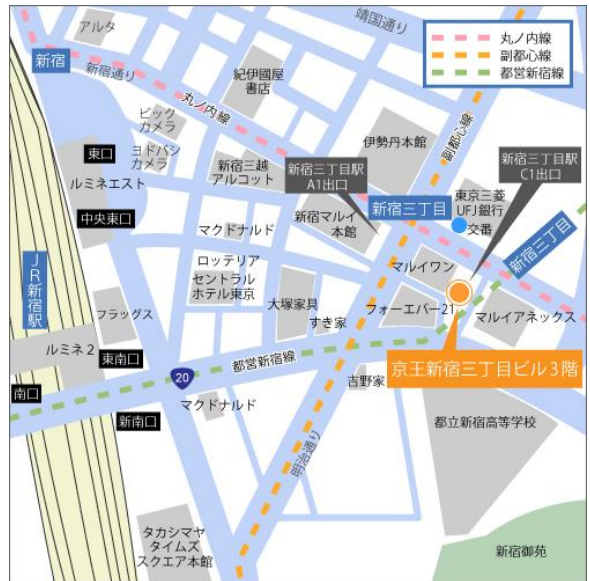 アルタ
靖国通り
丸ノ内線
副都心線
都営新宿線
新宿
新宿通り
紀伊國屋
書店
丸ノ内線
ビック
カメラ
ヨドバシ
カメラ
伊勢丹本館
副都心線
東口
ルミネエスト
新宿三越
アルコット
新宿三丁目駅
A1出口
新宿三丁目駅
C1出口
中央東口
マクドナルド
新宿マルイ
本館
新宿三丁目
東京三菱
UFJ銀行
交番
新宿三丁目
JR新宿駅
ロッテリア
セントラル
ホテル東京
マルイワン
フラッグス
大塚家具
すき家
フォーエバー21
マルイアネックス
ルミネ2
東南口
都営新宿線
京王新宿三丁目ビル3階
20
南口
新南口
マクドナルド
吉野家
都立新宿高等学校
明治通り
タカシマヤ
タイムズ
スクエア本館
新宿御苑